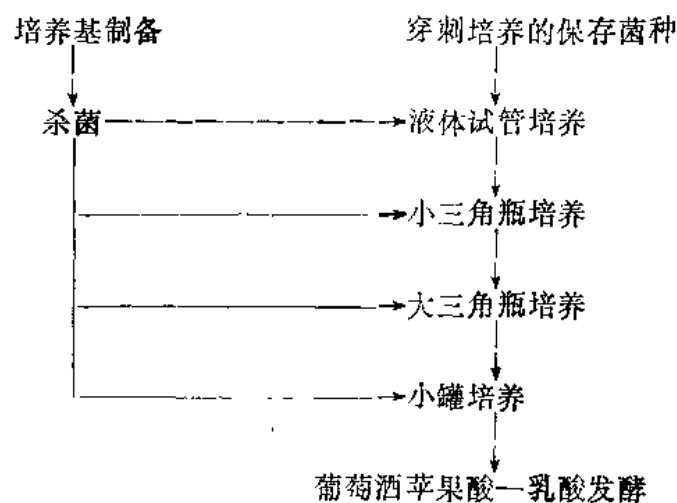 培养基制备
穿刺培养的保存菌种
杀菌
液体试管培养
小三角瓶培养
大三角瓶培养
小罐培养
葡萄酒苹果酸—乳酸发酵